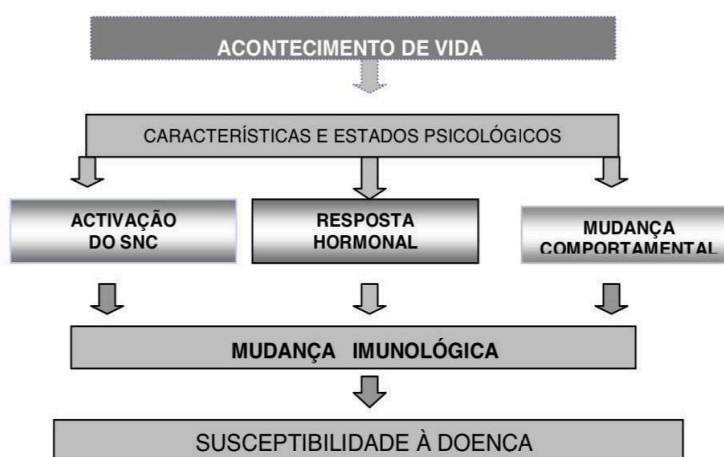 ACONTECIMENTO DE VIDA
CARACTERÍSTICAS E ESTADOS PSICOLÓGICOS
ACTIVAÇÃO
DO SNC
RESPOSTA
HORMONAL
MUDANÇA
COMPORTAMENTAL
MUDANÇA IMUNOLÓGICA
SUSCEPTIBILIDADE À DOENCA